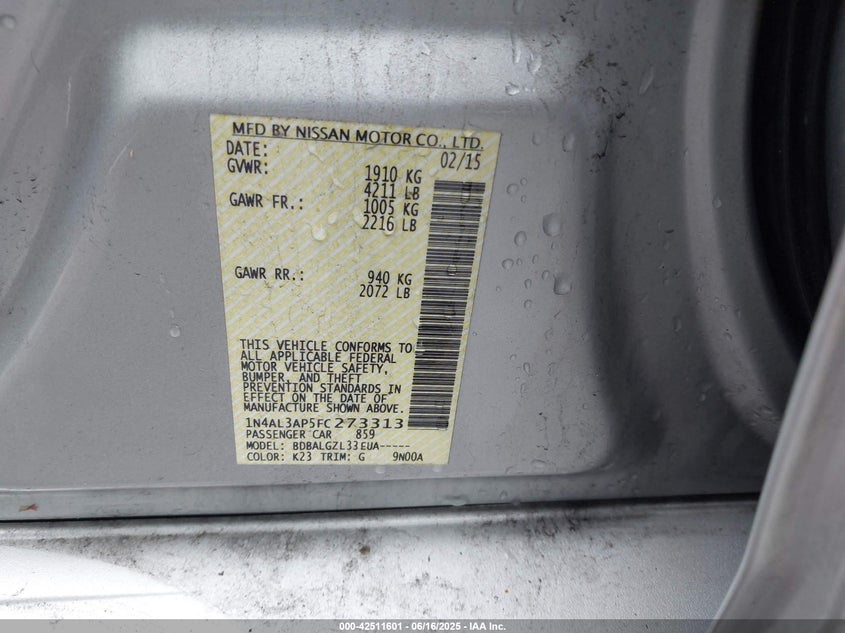 MFD BY NISSAN MOTOR CO., LTD.
DATE: 02/15
GVWR: 1910 KG
4211 LB
GAWR FR.: 1005 KG
2216 LB
GAWR RR.: 940 KG
2072 LB
THIS VEHICLE CONFORMS TO
ALL APPLICABLE FEDERAL
MOTOR VEHICLE SAFETY,
BUMPER, AND THEFT
PREVENTION STANDARDS IN
EFFECT ON THE DATE OF
MANUFACTURE SHOWN ABOVE.
1N4AL3AP5FC273313
PASSENGER CAR 859
MODEL: BDBALGZL33EUA-----
COLOR: K23 TRIM: G 9N00A
000-42511601 - 06/16/2025 - IAA Inc.